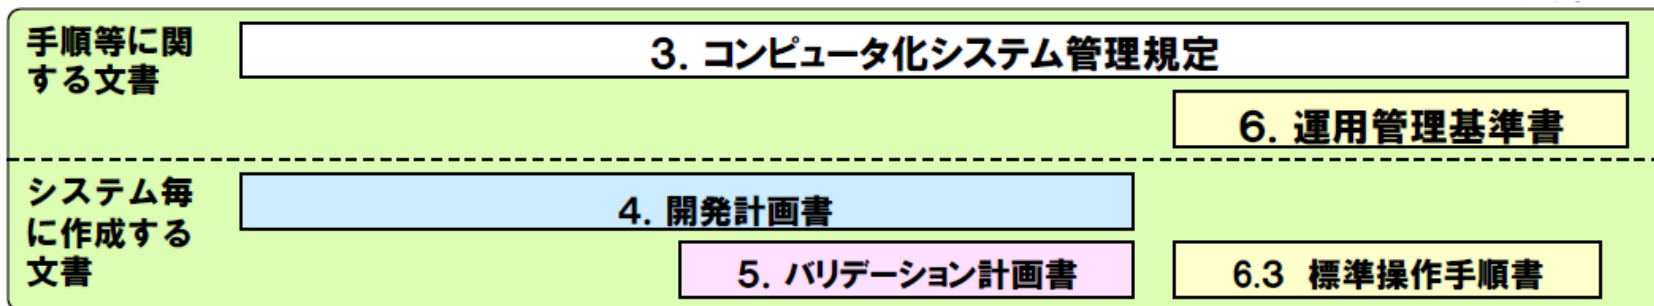 手順等に関
する文書
3. コンピュータ化システム管理規定
6. 運用管理基準書
システム毎
に作成する
文書
4. 開発計画書
5. バリデーション計画書
6.3 標準操作手順書